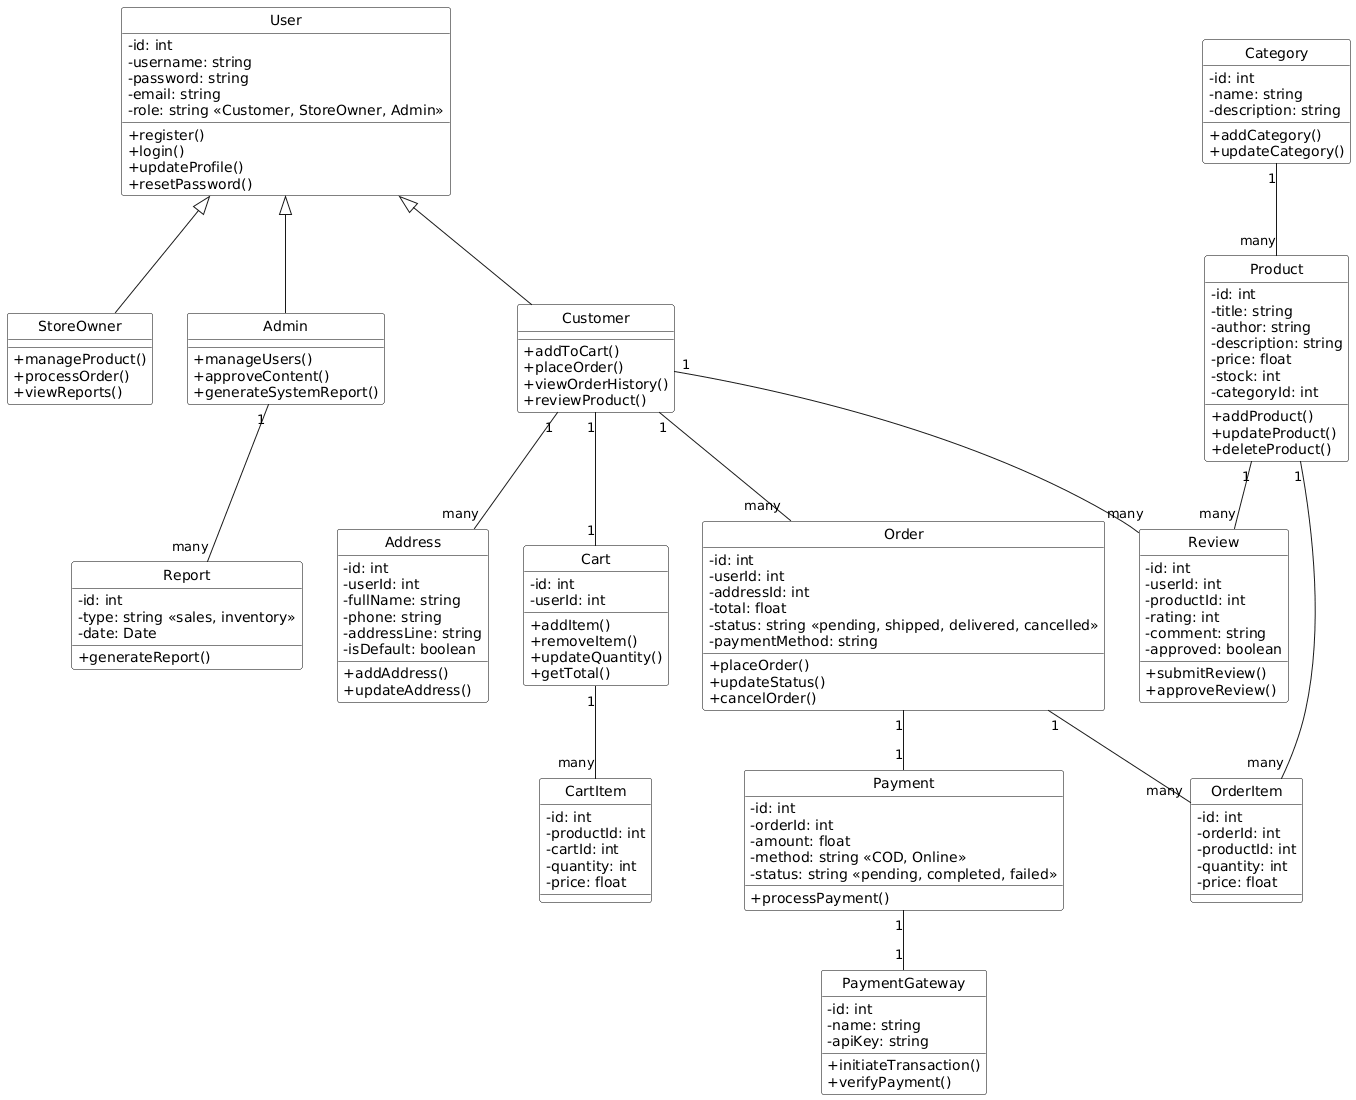 User
-id: int
-username: string
-password: string
-email: string
-role: string «Customer, StoreOwner, Admin»
+register()
+login()
+updateProfile()
+resetPassword()
Category
-id: int
-name: string
-description: string
+addCategory()
+updateCategory()
1
many
StoreOwner
+manageProduct()
+processOrder()
+viewReports()
Admin
+manageUsers()
+approveContent()
+generateSystemReport()
1
many
Customer
+addToCart()
+placeOrder()
+viewOrderHistory()
+reviewProduct()
1
1
1
1
many
1
many
many
Product
-id: int
-title: string
-author: string
-description: string
-price: float
-stock: int
-categoryId: int
+addProduct()
+updateProduct()
+deleteProduct()
1
1
many
many
Report
-id: int
-type: string «sales, inventory»
-date: Date
+generateReport()
Address
-id: int
-userId: int
-fullName: string
-phone: string
-addressLine: string
-isDefault: boolean
+addAddress()
+updateAddress()
Cart
-id: int
-userId: int
+addItem()
+removeItem()
+updateQuantity()
+getTotal()
1
many
Order
-id: int
-userId: int
-addressId: int
-total: float
-status: string «pending, shipped, delivered, cancelled»
-paymentMethod: string
+placeOrder()
+updateStatus()
+cancelOrder()
1
1
1
many
Review
-id: int
-userId: int
-productId: int
-rating: int
-comment: string
-approved: boolean
+submitReview()
+approveReview()
CartItem
-id: int
-productId: int
-cartId: int
-quantity: int
-price: float
Payment
-id: int
-orderId: int
-amount: float
-method: string «COD, Online»
-status: string «pending, completed, failed»
+processPayment()
1
1
OrderItem
-id: int
-orderId: int
-productId: int
-quantity: int
-price: float
PaymentGateway
-id: int
-name: string
-apiKey: string
+initiateTransaction()
+verifyPayment()